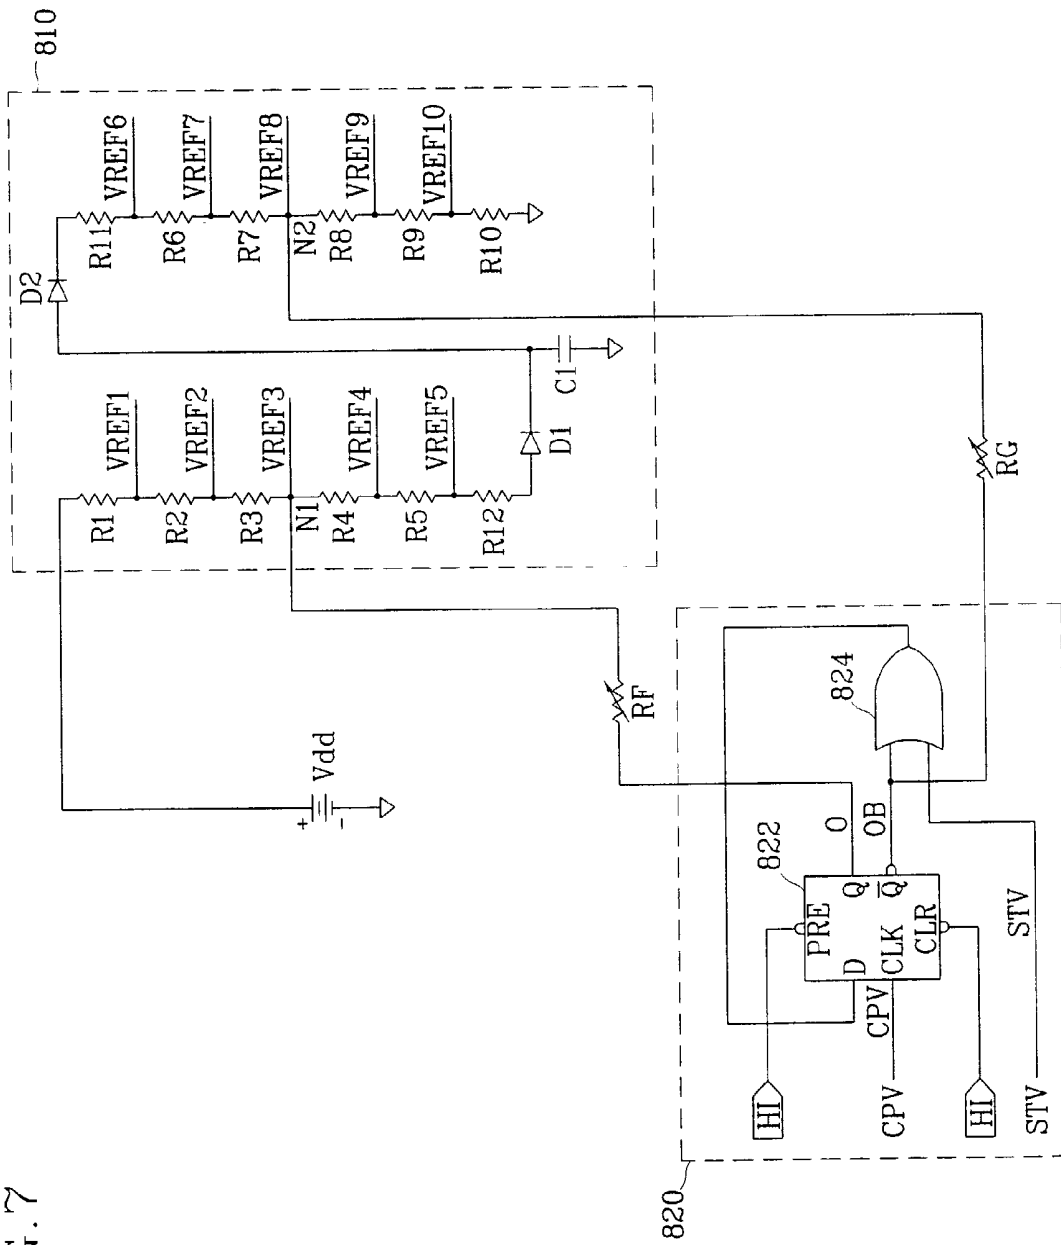 810
D2
R11
VREF6
R6
VREF7
R7
VREF8
N2
R8
VREF9
R9
VREF10
R10
C1
R1
VREF1
R2
VREF2
R3
VREF3
N1
R4
VREF4
R5
VREF5
R12
D1
Vdd
+
-
RF
RG
820
822
824
HI
PRE
D
Q
O
CPV
CPV
CLK
Q
OB
CLR
HI
STV
STV
.7